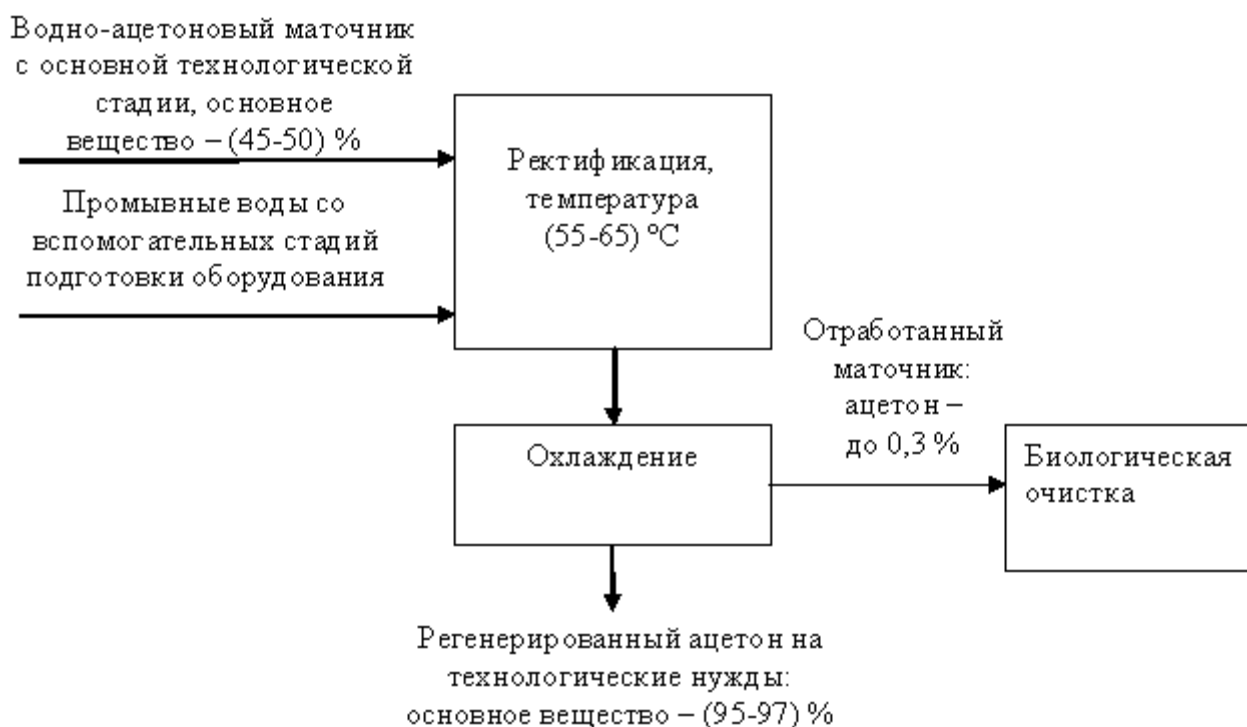 Водно-ацетоновый маточник
с основной технологической
стадии, основное
вещество – (45-50) %
Промывные воды со
вспомогательных стадий
подготовки оборудования
Ректификация,
температура
(55-65) °С
Отработанный
маточник:
ацетон –
до 0,3 %
Охлаждение
Биологическая
очистка
Регенерированный ацетон на
технологические нужды:
основное вещество – (95-97) %